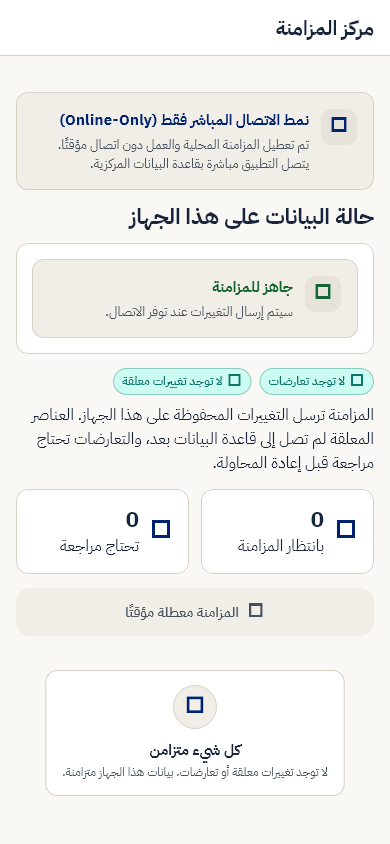 مركز المزامنة
نمط الاتصال المباشر فقط (Online-Only)
تم تعطيل المزامنة المحلية والعمل دون اتصال مؤقتًا.
يتصل التطبيق مباشرة بقاعدة البيانات المركزية.
حالة البيانات على هذا الجهاز
جاهز للمزامنة
سيتم إرسال التغييرات عند توفر الاتصال.
لا توجد تعارضات
لا توجد تغييرات معلقة
المزامنة ترسل التغييرات المحفوظة على هذا الجهاز. العناصر
المعلقة لم تصل إلى قاعدة البيانات بعد، والتعارضات تحتاج
مراجعة قبل إعادة المحاولة.
0
بانتظار المزامنة
0
تحتاج مراجعة
المزامنة معطلة مؤقتًا
كل شيء متزامن
لا توجد تغييرات معلقة أو تعارضات. بيانات هذا الجهاز متزامنة.